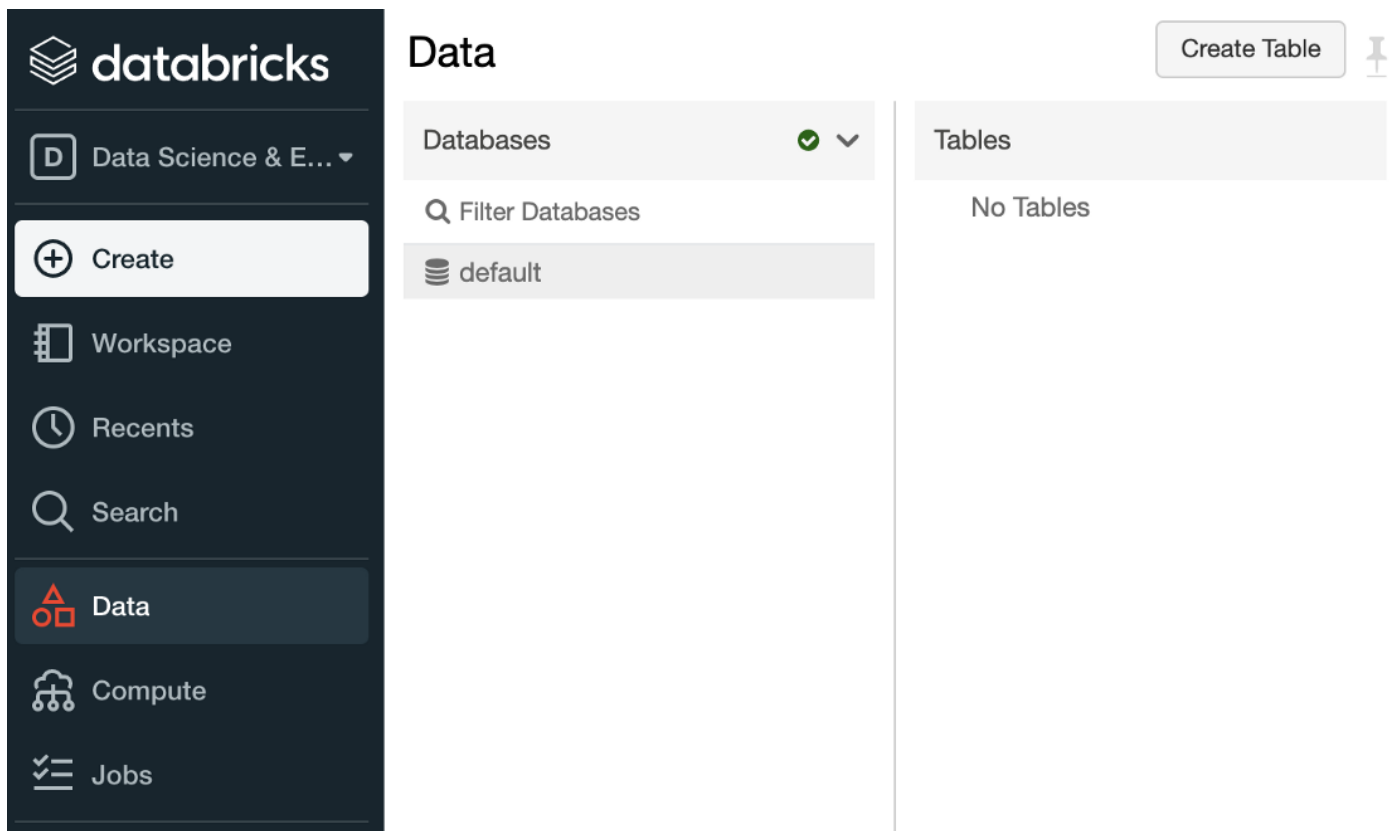 databricks
D Data Science & E...
Create
Workspace
Recents
Search
Data
Compute
Jobs
Data
Create Table
Databases
Filter Databases
default
Tables
No Tables